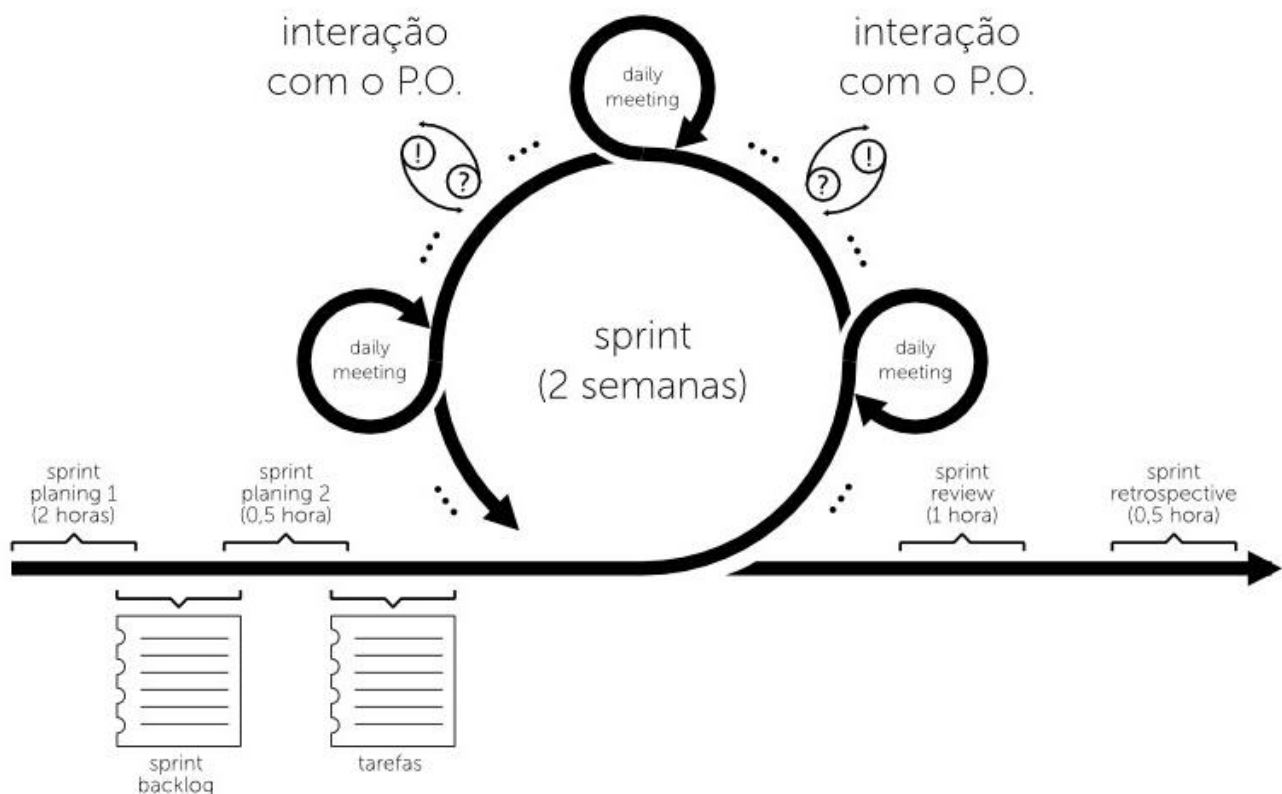 interação
com o P.O.
daily
meeting
interação
com o P.O.
!
?
!
?
daily
meeting
sprint
(2 semanas)
daily
meeting
sprint
planing 1
(2 horas)
sprint
planing 2
(0,5 hora)
sprint
review
(1 hora)
sprint
retrospective
(0,5 hora)
sprint
backlog
tarefas